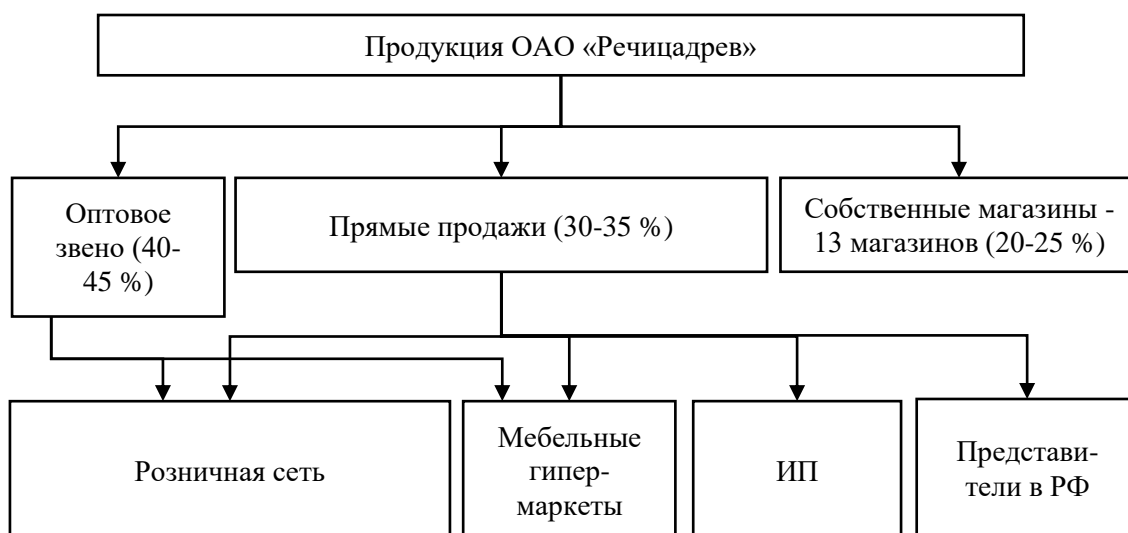 Продукция ОАО «Речицадрев»
Оптовое
звено (40-
45 %)
Прямые продажи (30-35 %)
Собственные магазины -
13 магазинов (20-25 %)
Розничная сеть
Мебельные
гипер-
маркеты
ИП
Представи-
тели в РФ